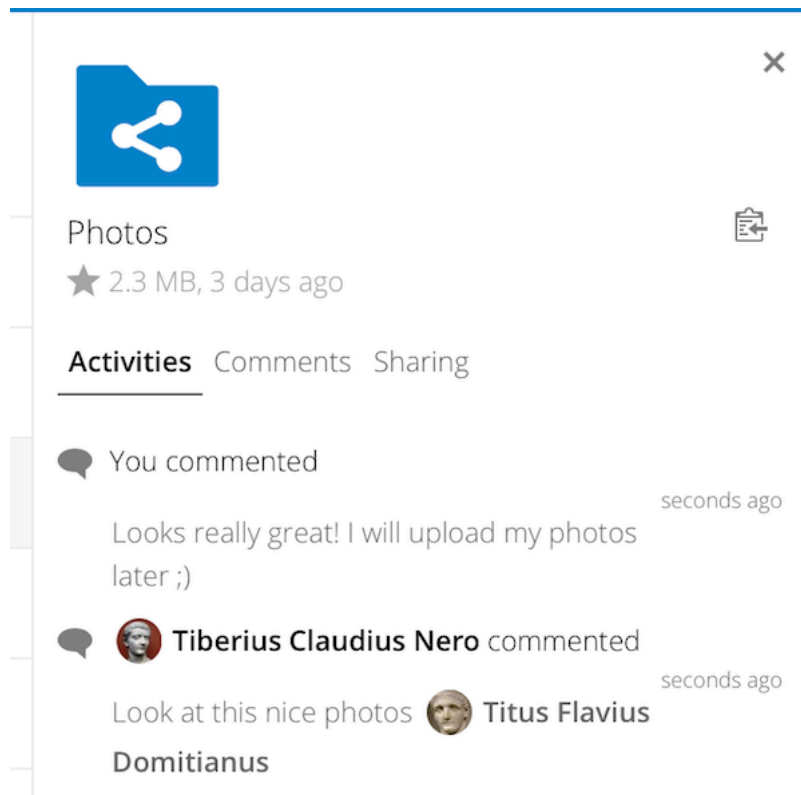 Photos
2.3 MB, 3 days ago
Activities Comments Sharing
You commented
seconds ago
Looks really great! I will upload my photos
later ;)
Tiberius Claudius Nero commented
seconds ago
Look at this nice photos Titus Flavius
Domitianus